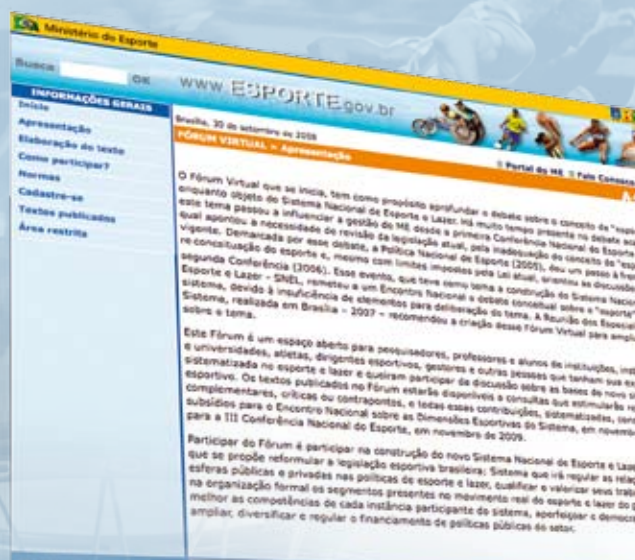 Ministério do Esporte
Busca
OK
www.ESPORTE.gov.br
INFORMAÇÕES GERAIS
Início
Apresentação
Elaboração do texto
Como participar?
Normas
Cadastre-se
Textos publicados
Área restrita
Brasília, 30 de setembro de 2008
Portal do ME Fale Conosco
FÓRUM VIRTUAL > Apresentação
O Fórum Virtual que se inicia, tem como propósito aprofundar o debate sobre o conceito de
enquanto objeto do Sistema Nacional de Esporte e Lazer. Há muito tempo presente no debate
este tema passou a influenciar a gestão do ME desde a primeira Conferência Nacional do Esporte
qual apontou a necessidade de revisão da legislação atual, pela inadequação do conceito de
vigente. Demarcada por esse debate, a Política Nacional de Esporte (2005), deu um passo à
re-conceituação do esporte e, mesmo com limites impostos pela Lei atual, orientou as
segunda Conferência (2006). Esse evento, que teve como tema a construção do Sistema
Esporte e Lazer - SNEL, remeteu a um Encontro Nacional o debate conceitual sobre o "esporte"
sistema, devido à insuficiência de elementos para deliberação do tema. A Reunião dos
Sistema, realizada em Brasília - 2007 - recomendou a criação desse Fórum Virtual para
sobre o tema.
Este Fórum é um espaço aberto para pesquisadores, professores e alunos de instituições,
e universidades, atletas, dirigentes esportivos, gestores e outras pessoas que tenham sua
sistematizada no esporte e lazer e queiram participar da discussão sobre as bases do novo
esportivo. Os textos publicados no Fórum estarão disponíveis a consultas que estimularão
complementares, críticas ou contrapontos, e todas essas contribuições, sistematizadas,
subsídios para o Encontro Nacional sobre as Dimensões Esportivas do Sistema, em
para a III Conferência Nacional do Esporte, em novembro de 2009.
Participar do Fórum é participar na construção do novo Sistema Nacional de Esporte e
que se propõe reformular a legislação esportiva brasileira; Sistema que irá regular as
esferas públicas e privadas nas políticas de esporte e lazer, qualificar e valorizar seus
na organização formal os segmentos presentes no movimento real do esporte e lazer do
melhor as competências de cada instância participante do sistema, aperfeiçoar e
ampliar, diversificar e regular o financiamento de políticas públicas do setor.